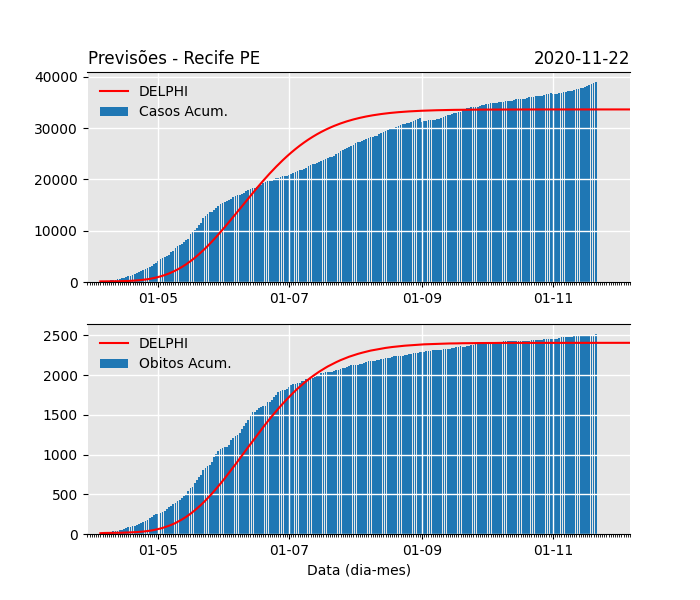 Previsões - Recife PE 2020-11-22
40000
30000
20000
10000
0
DELPHI
Casos Acum.
01-05 01-07 01-09 01-11
2500
2000
1500
1000
500
0
DELPHI
Obitos Acum.
01-05 01-07 01-09 01-11
Data (dia-mes)